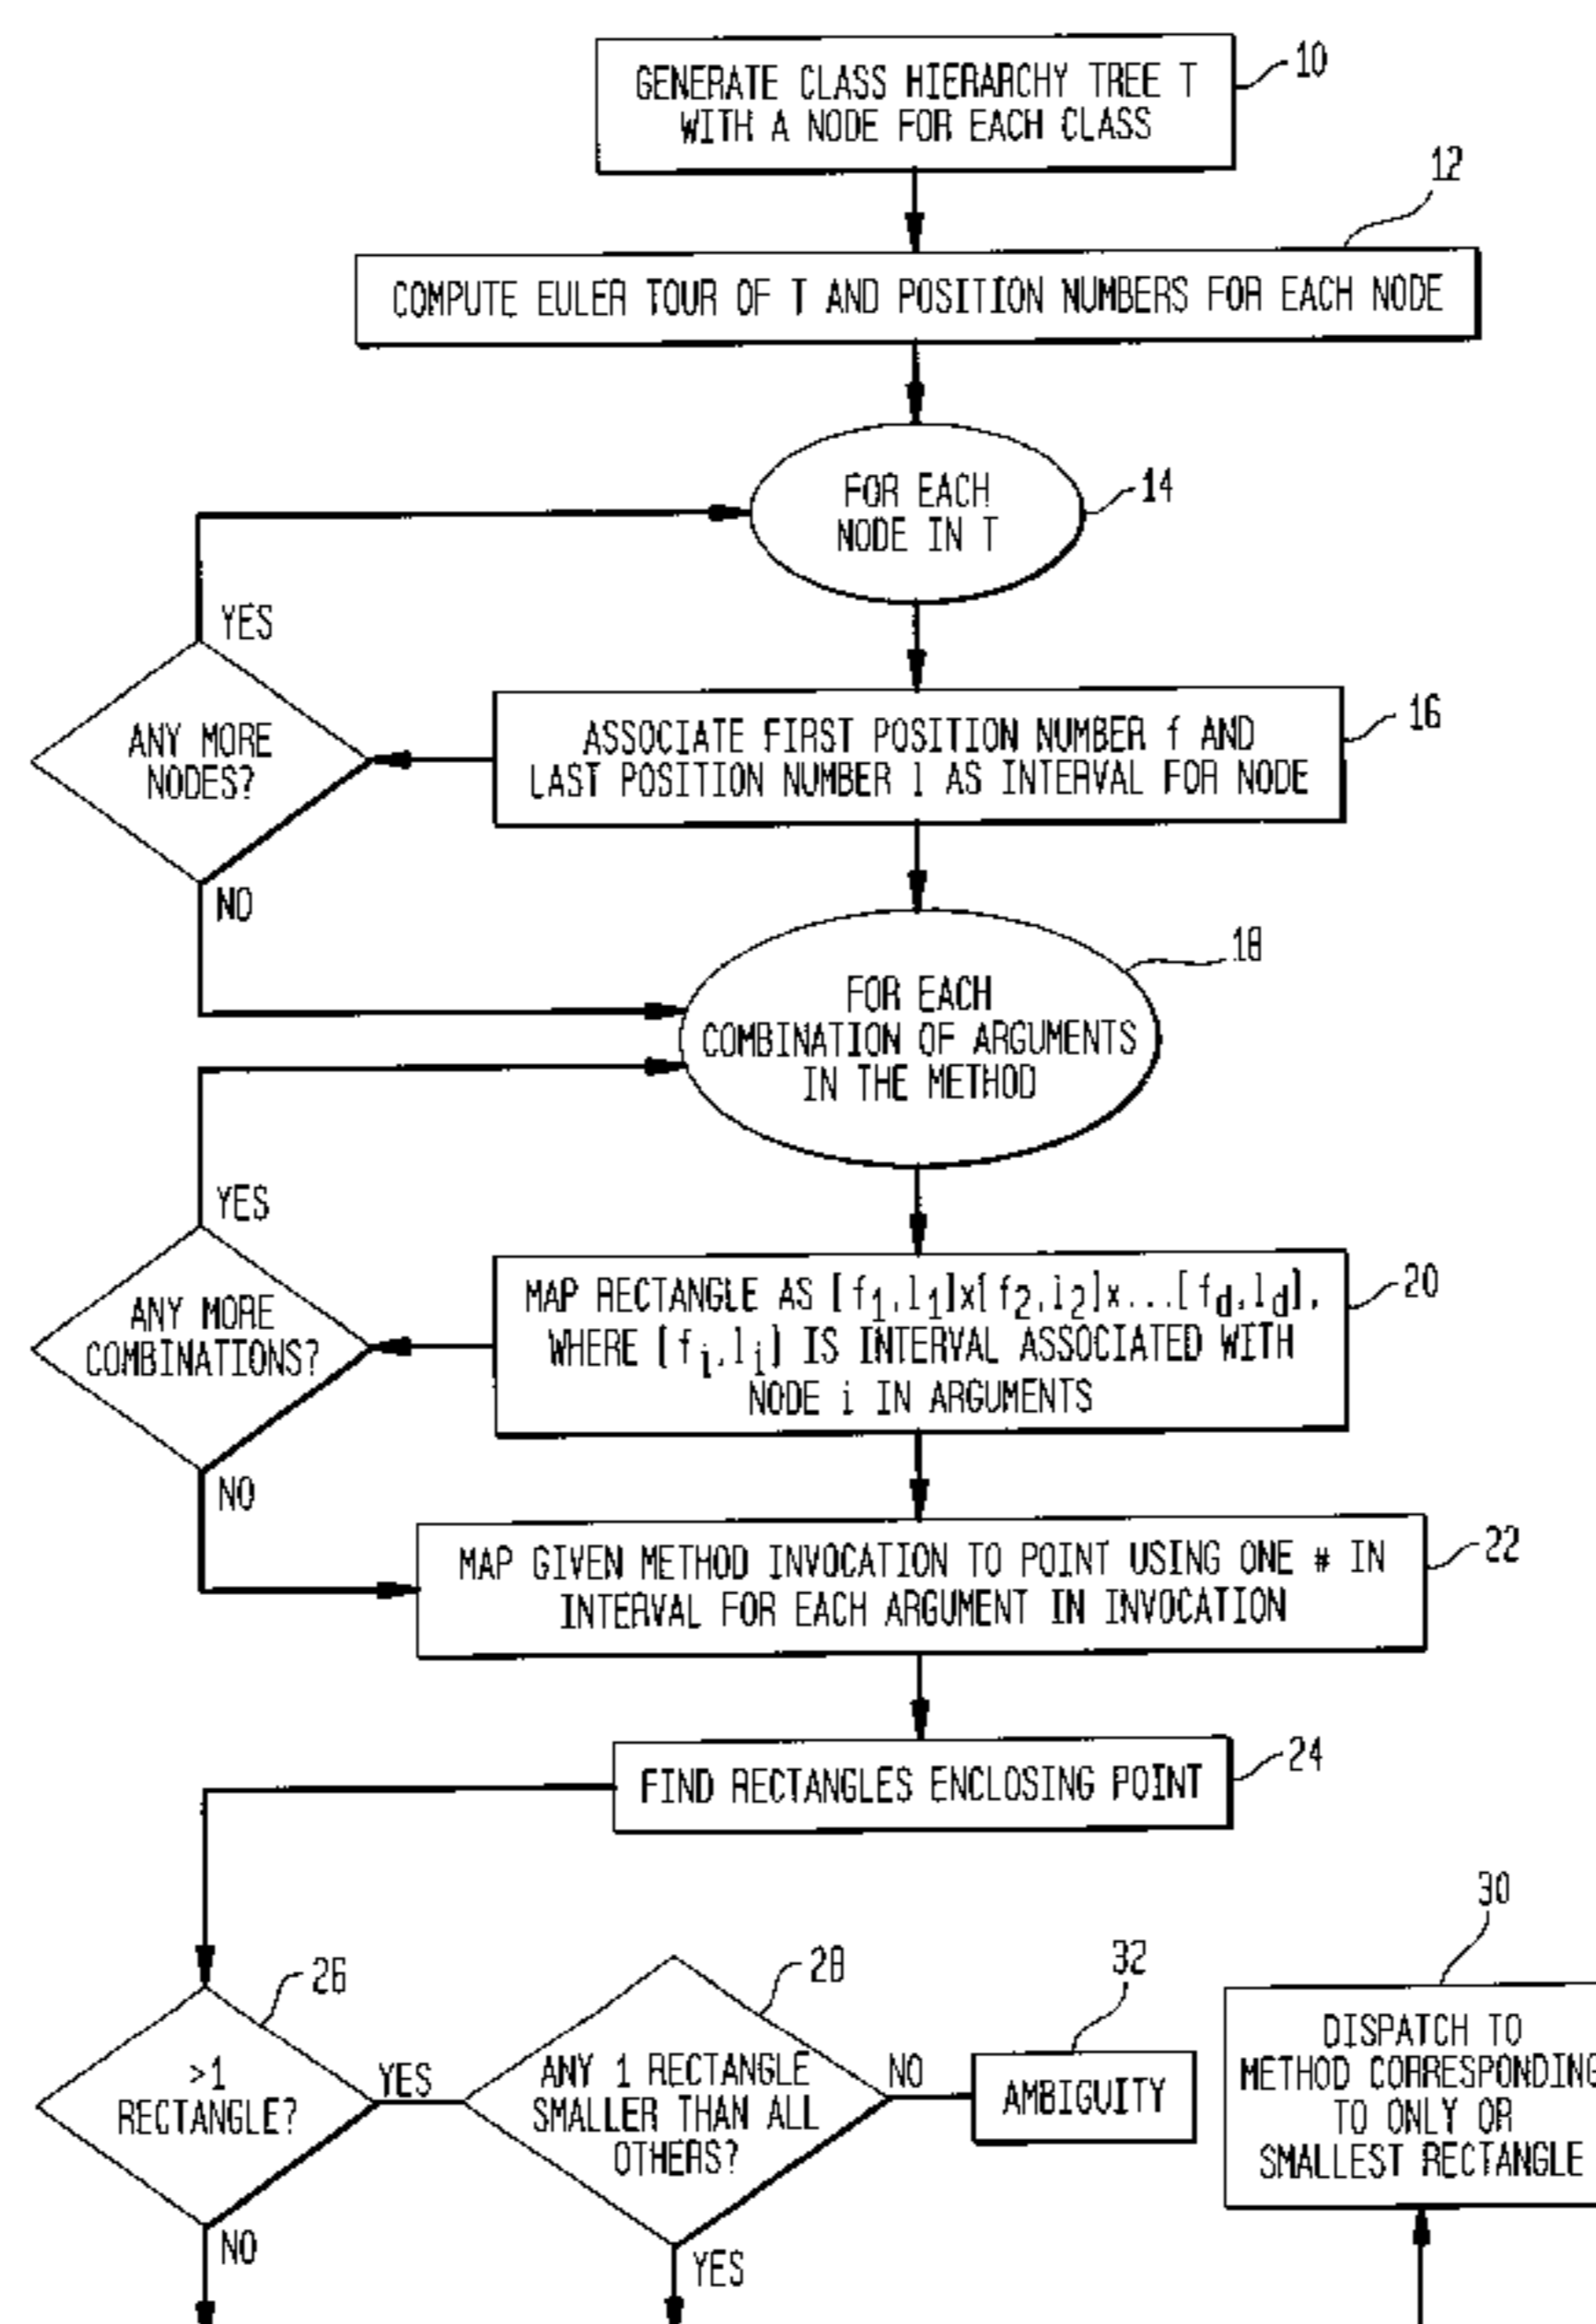 10
GENERATE CLASS HIERARCHY TREE T
WITH A NODE FOR EACH CLASS
12
COMPUTE EULER TOUR OF T AND POSITION NUMBERS FOR EACH NODE
FOR EACH
NODE IN T
14
YES
ANY MORE
NODES?
NO
ASSOCIATE FIRST POSITION NUMBER f AND
LAST POSITION NUMBER l AS INTERVAL FOR NODE
16
18
FOR EACH
COMBINATION OF ARGUMENTS
IN THE METHOD
YES
ANY MORE
COMBINATIONS?
NO
MAP RECTANGLE AS [f1,l1]x[f2,l2]x...[fd,ld],
WHERE [fi,li] IS INTERVAL ASSOCIATED WITH
NODE i IN ARGUMENTS
20
MAP GIVEN METHOD INVOCATION TO POINT USING ONE # IN
INTERVAL FOR EACH ARGUMENT IN INVOCATION
22
FIND RECTANGLES ENCLOSING POINT
24
26
>1
RECTANGLE?
YES
NO
28
ANY 1 RECTANGLE
SMALLER THAN ALL
OTHERS?
NO
YES
32
AMBIGUITY
30
DISPATCH TO
METHOD CORRESPONDING
TO ONLY OR
SMALLEST RECTANGLE